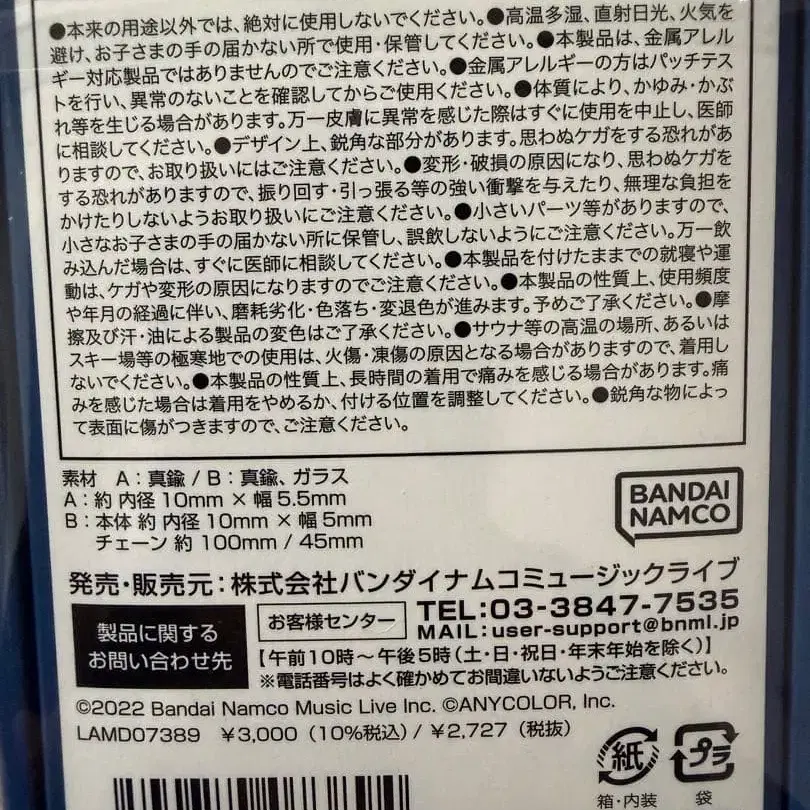 ●本来の用途以外では、絶対に使用しないでください。●高温多湿、直射日光、火気を
避け、お子さまの手の届かない所で使用・保管してください。●本製品は、金属アレル
ギー対応製品ではありませんのでご注意ください。●金属アレルギーの方はパッチテス
トを行い、異常のないことを確認してからご使用ください。●体質により、かゆみ・かぶ
れ等を生じる場合があります。万一皮膚に異常を感じた際はすぐに使用を中止し、医師
に相談してください。●デザイン上、鋭角な部分があります。思わぬケガをする恐れがあ
りますので、お取り扱いにはご注意ください。●変形・破損の原因になり、思わぬケガを
する恐れがありますので、振り回す・引っ張る等の強い衝撃を与えたり、無理な負担を
かけたりしないようお取り扱いにご注意ください。●小さいパーツ等がありますので、
小さなお子さまの手の届かない所に保管し、誤飲しないようにご注意ください。万一飲
み込んだ場合は、すぐに医師に相談してください。●本製品を付けたままでの就寝や運
動は、ケガや変形の原因になりますのでご注意ください。●本製品の性質上、使用頻度
や年月の経過に伴い、磨耗劣化・色落ち・変退色が進みます。予めご了承ください。●摩
擦及び汗・油による製品の変色はご了承ください。●サウナ等の高温の場所、あるいは
スキー場等の極寒地での使用は、火傷・凍傷の原因となる場合がありますので、着用し
ないでください。●本製品の性質上、長時間の着用で痛みを感じる場合があります。痛
みを感じた場合は着用をやめるか、付ける位置を調整してください。●鋭角な物によっ
て表面に傷がつきますので、ご注意ください。
素材 A：真鍮 / B：真鍮、ガラス
A：約 内径 10mm × 幅 5.5mm
B：本体 約 内径 10mm × 幅 5mm
チェーン 約 100mm / 45mm
BANDAI
NAMCO
発売・販売元：株式会社バンダイナムコミュージックライブ
製品に関する
お問い合わせ先
お客様センター
TEL:03-3847-7535
MAIL:user-support@bnml.jp
【午前10時～午後5時（土・日・祝日・年末年始を除く）】
※電話番号はよく確かめてお間違いないようご注意ください。
©2022 Bandai Namco Music Live Inc. ©ANYCOLOR, Inc.
LAMD07389 ￥3,000（10%税込）/￥2,727（税抜）
紙
箱・内装
プラ
袋